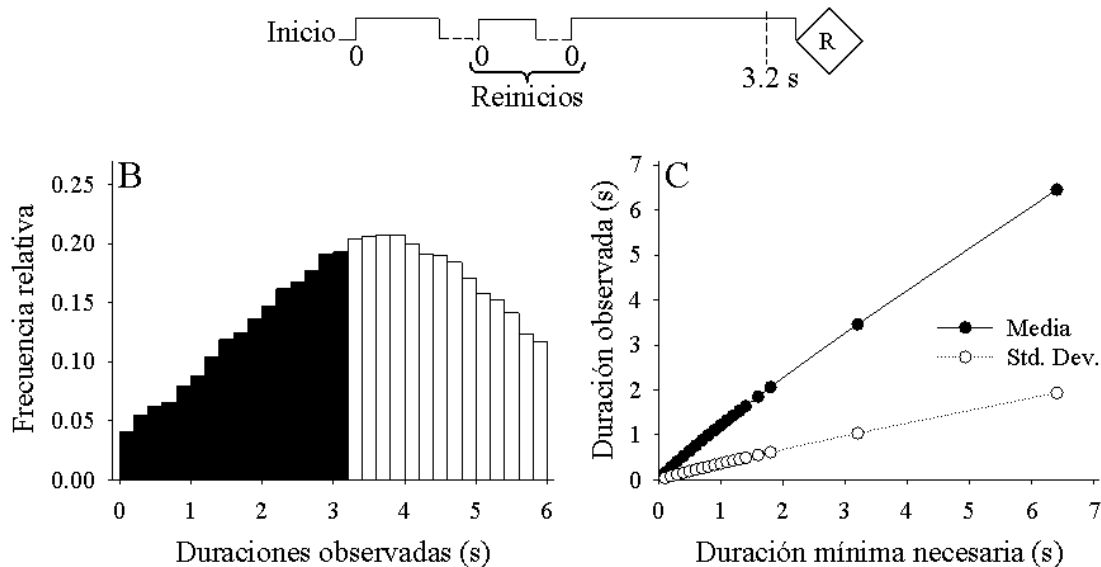 Inicio
0
0
0
R
Reinicios
3.2 s
B
Frecuencia relativa
0.25
0.20
0.15
0.10
0.05
0.00
0 1 2 3 4 5 6
Duraciones observadas (s)
C
Duración observada (s)
7
6
5
4
3
2
1
0
Media
Std. Dev.
0 1 2 3 4 5 6 7
Duración mínima necesaria (s)